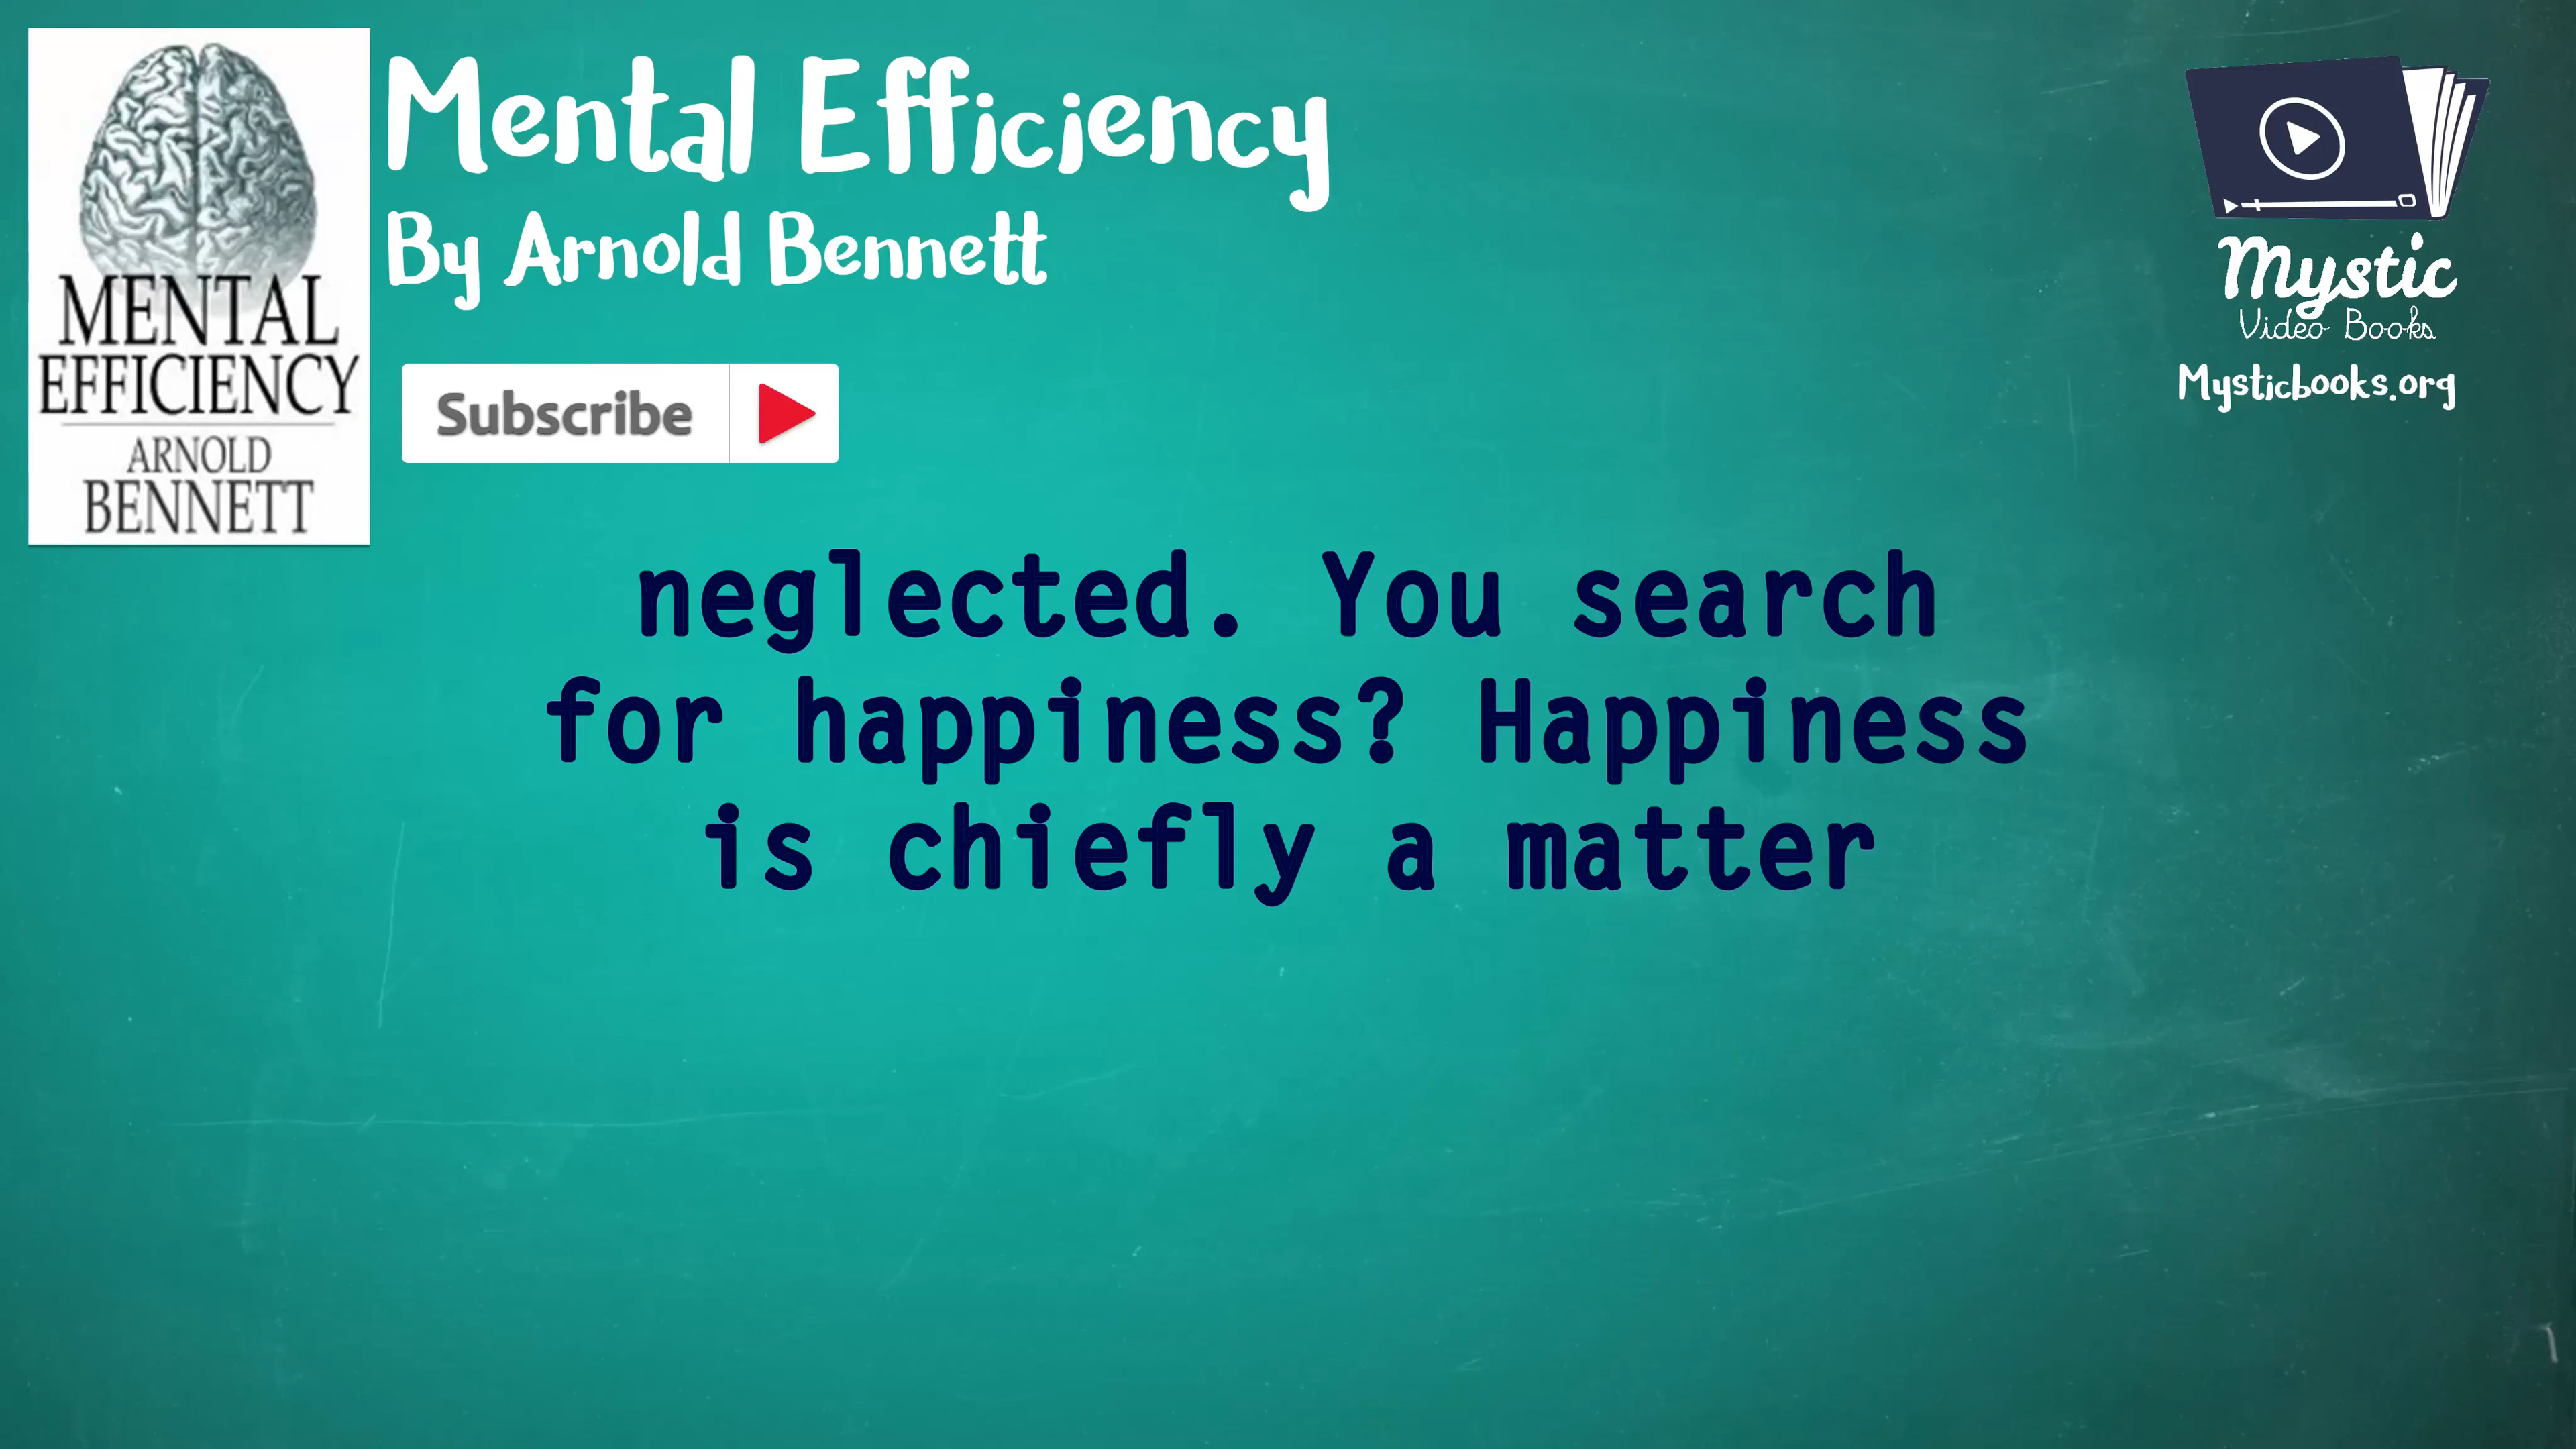 MENTAL
EFFICIENCY
ARNOLD
BENNETT
Mental Efficiency
By Arnold Bennett
Subscribe
Mystic
Video Books
Mysticbooks.org
neglected. You search
for happiness? Happiness
is chiefly a matter